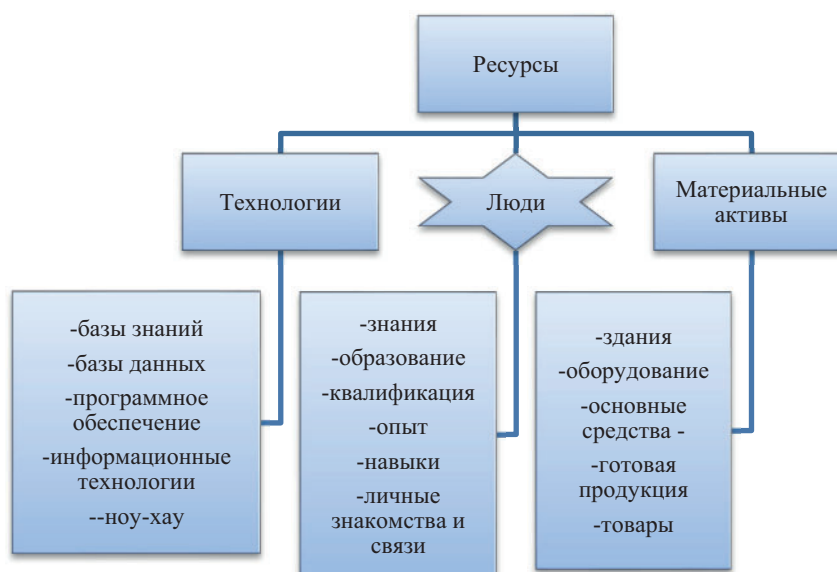 Ресурсы
Технологии
Люди
Материальные
активы
-базы знаний
-базы данных
-программное
обеспечение
-информационные
технологии
--ноу-хау
-знания
-образование
-квалификация
-опыт
-навыки
-личные
знакомства и
связи
-здания
-оборудование
-основные
средства -
-готовая
продукция
-товары